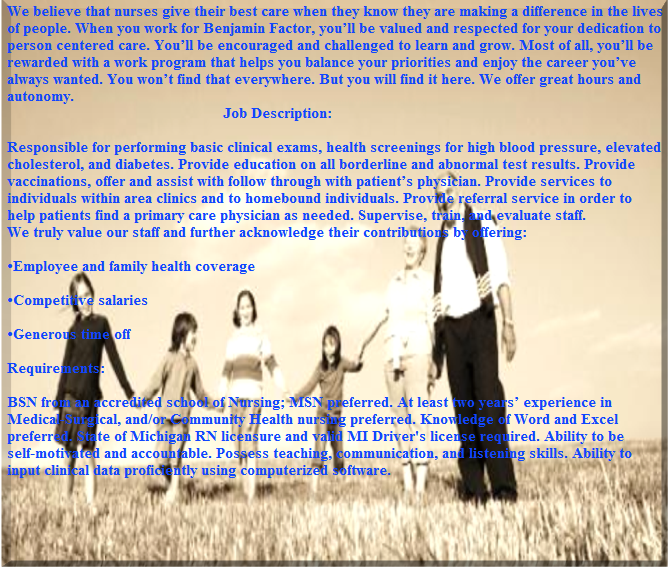 We believe that nurses give their best care when they know they are making a difference in the lives
of people. When you work for Benjamin Factor, you’ll be valued and respected for your dedication to
person centered care. You’ll be encouraged and challenged to learn and grow. Most of all, you’ll be
rewarded with a work program that helps you balance your priorities and enjoy the career you’ve
always wanted. You won’t find that everywhere. But you will find it here. We offer great hours and
autonomy.
Job Description:
Responsible for performing basic clinical exams, health screenings for high blood pressure, elevated
cholesterol, and diabetes. Provide education on all borderline and abnormal test results. Provide
vaccinations, offer and assist with follow through with patient’s physician. Provide services to
individuals within area clinics and to homebound individuals. Provide referral service in order to
help patients find a primary care physician as needed. Supervise, train, and evaluate staff.
We truly value our staff and further acknowledge their contributions by offering:
•Employee and family health coverage
•Competitive salaries
•Generous time off
Requirements:
BSN from an accredited school of Nursing; MSN preferred. At least two years’ experience in
Medical-Surgical, and/or Community Health nursing preferred. Knowledge of Word and Excel
preferred. State of Michigan RN licensure and valid MI Driver's license required. Ability to be
self-motivated and accountable. Possess teaching, communication, and listening skills. Ability to
input clinical data proficiently using computerized software.